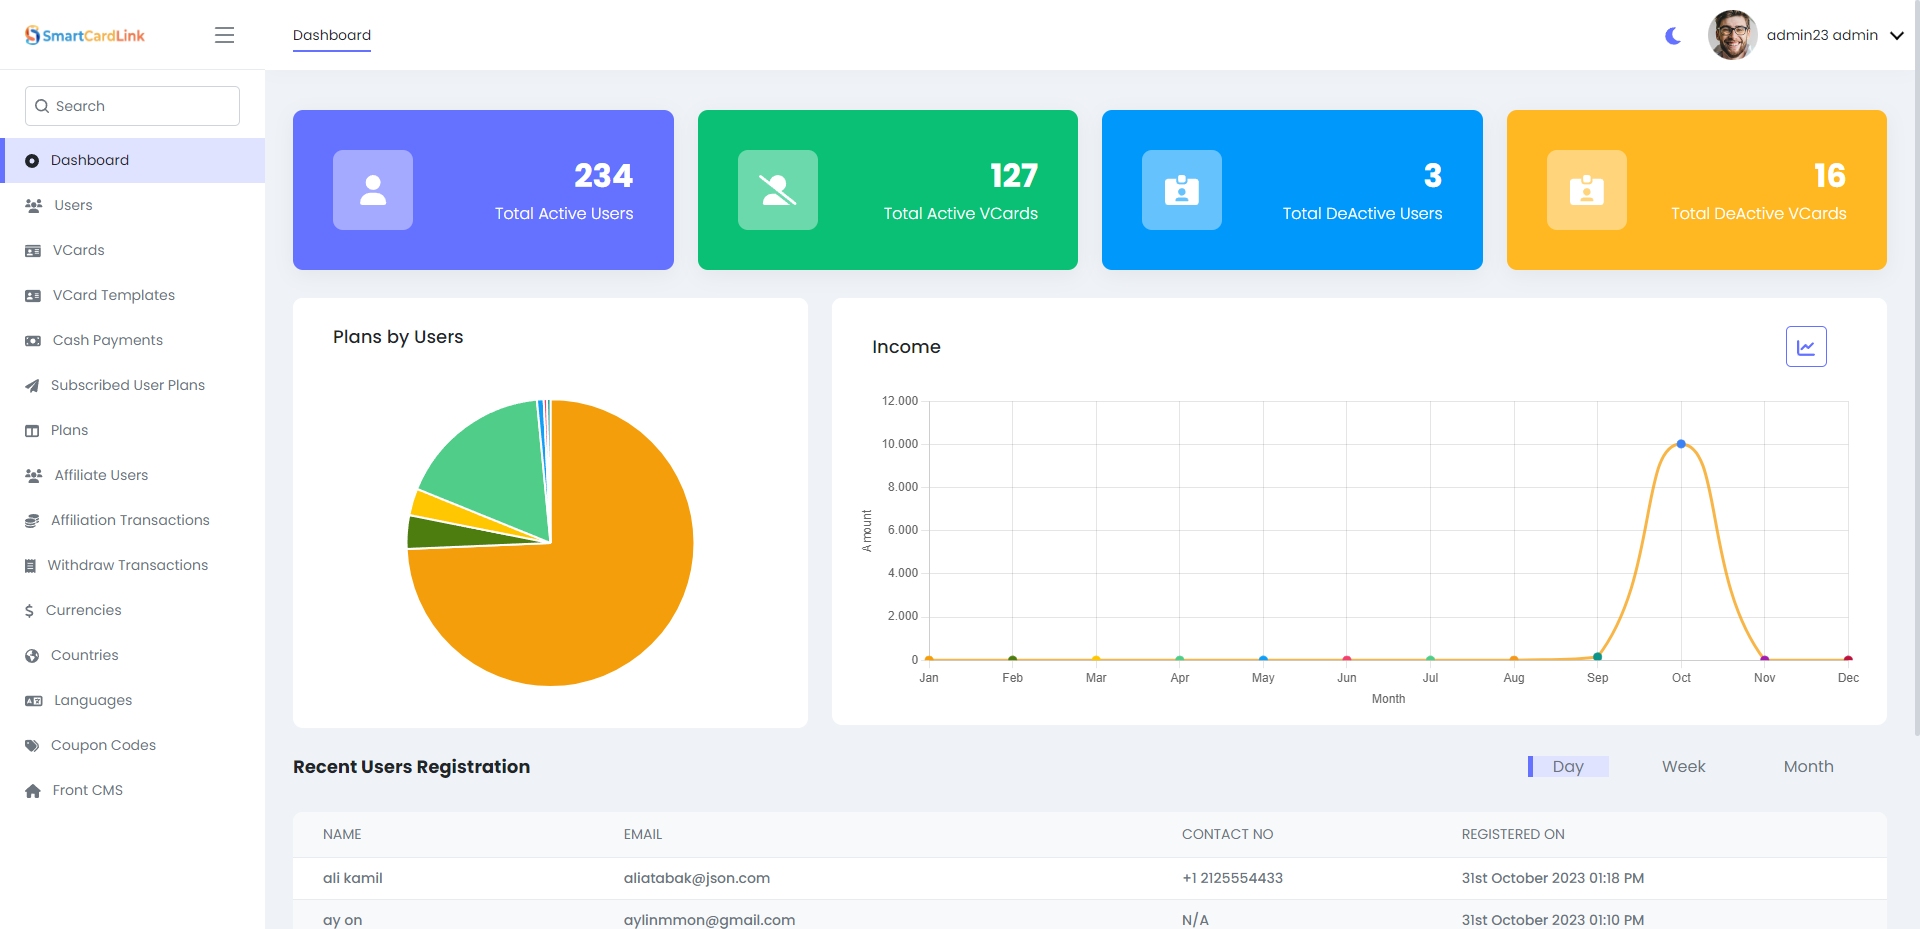 SmartCardLink
Dashboard
admin23 admin
Search
Dashboard
Users
VCards
VCard Templates
Cash Payments
Subscribed User Plans
Plans
Affiliate Users
Affiliation Transactions
Withdraw Transactions
Currencies
Countries
Languages
Coupon Codes
Front CMS
234
Total Active Users
127
Total Active VCards
3
Total DeActive Users
16
Total DeActive VCards
Plans by Users
Income
12.000
10.000
8.000
6.000
4.000
2.000
0
Amount
Jan Feb Mar Apr May Jun Jul Aug Sep Oct Nov Dec
Month
Recent Users Registration
Day Week Month
NAME EMAIL CONTACT NO REGISTERED ON
ali kamil aliatabak@json.com +1 2125554433 31st October 2023 01:18 PM
ay on aylinmmon@gmail.com N/A 31st October 2023 01:10 PM